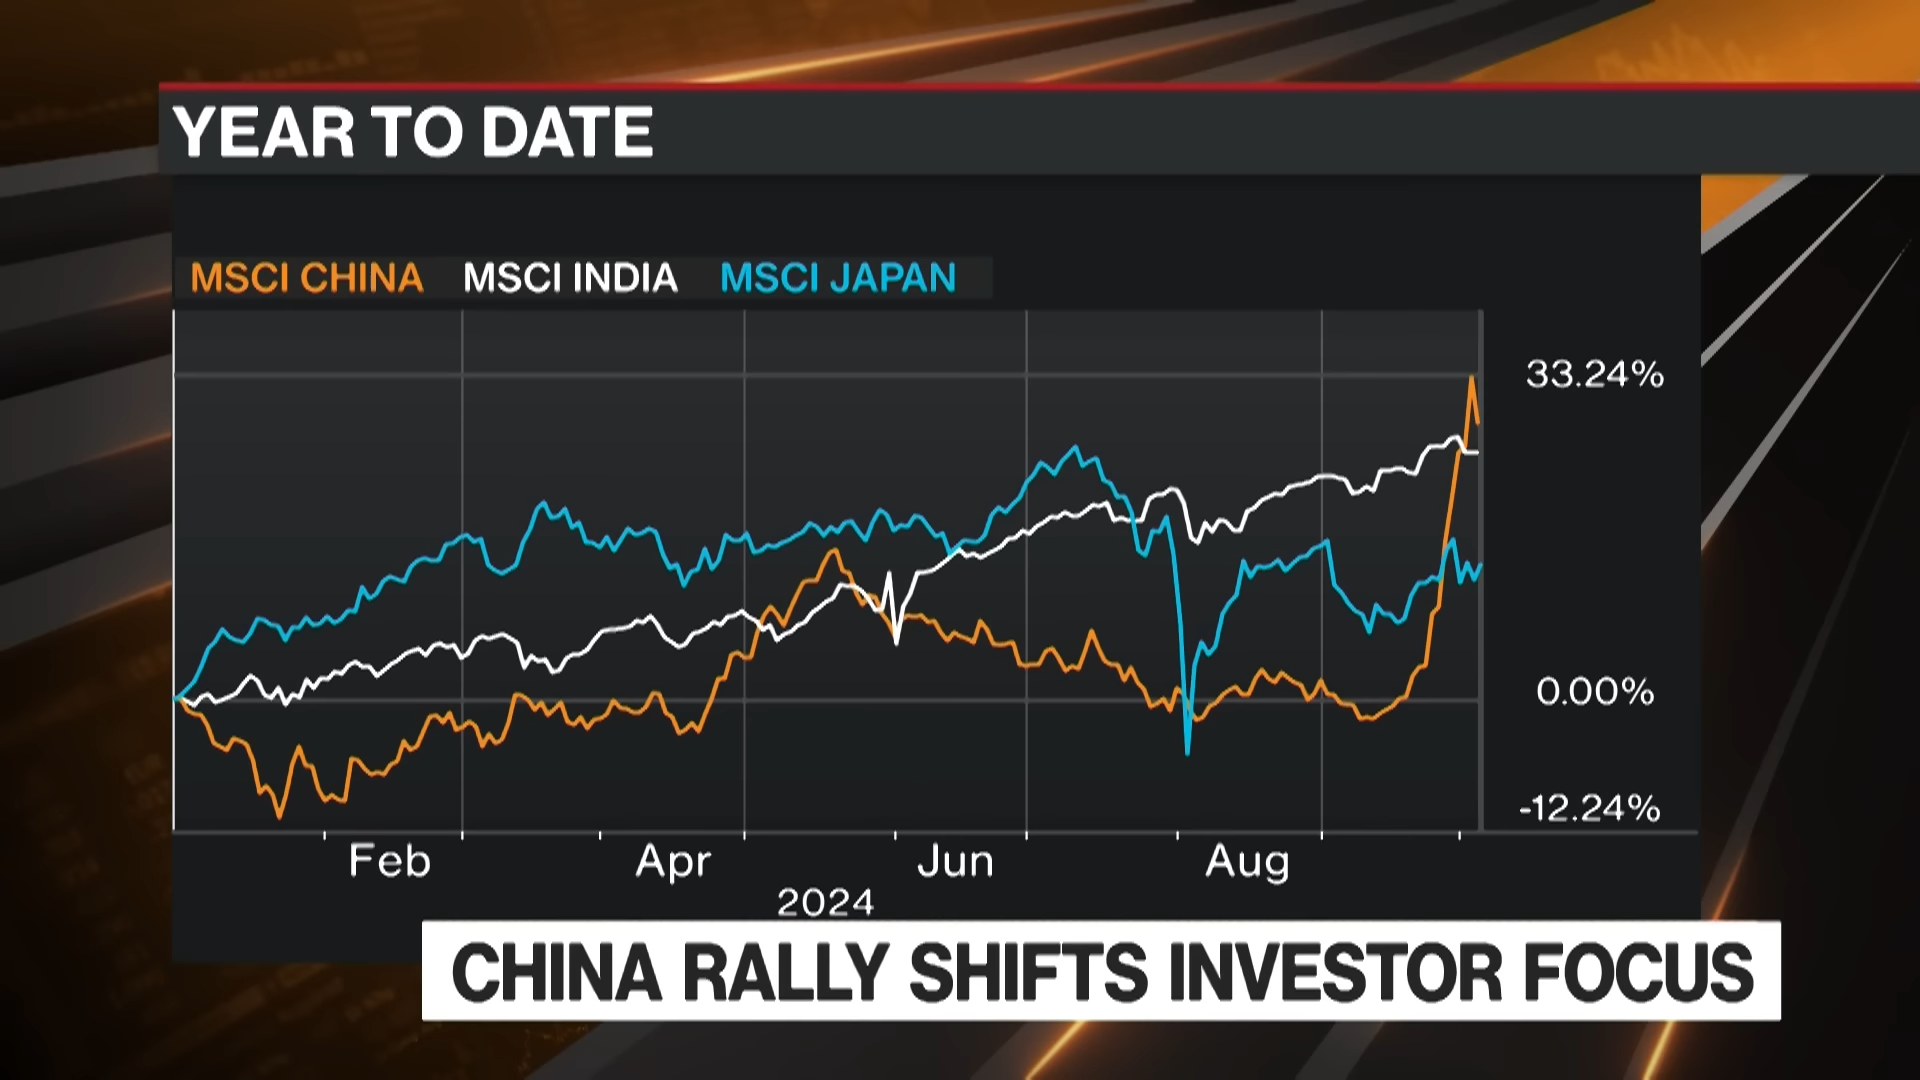 YEAR TO DATE
MSCI CHINA MSCI INDIA MSCI JAPAN
33.24%
0.00%
-12.24%
Feb Apr Jun Aug
2024
CHINA RALLY SHIFTS INVESTOR FOCUS